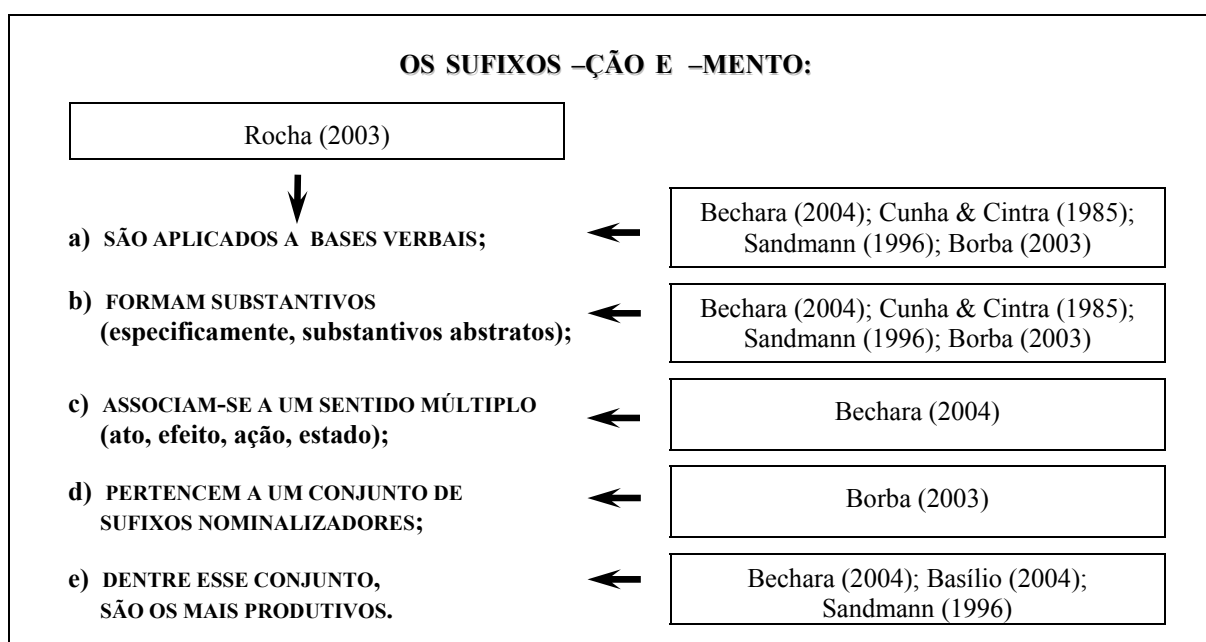 OS SUFIXOS –ÇÃO E –MENTO:
Rocha (2003)
a) SÃO APLICADOS A BASES VERBAIS;
Bechara (2004); Cunha & Cintra (1985);
Sandmann (1996); Borba (2003)
b) FORMAM SUBSTANTIVOS
(especificamente, substantivos abstratos);
Bechara (2004); Cunha & Cintra (1985);
Sandmann (1996); Borba (2003)
c) ASSOCIAM-SE A UM SENTIDO MÚLTIPLO
(ato, efeito, ação, estado);
Bechara (2004)
d) PERTENCEM A UM CONJUNTO DE
SUFIXOS NOMINALIZADORES;
Borba (2003)
e) DENTRE ESSE CONJUNTO,
SÃO OS MAIS PRODUTIVOS.
Bechara (2004); Basílio (2004);
Sandmann (1996)